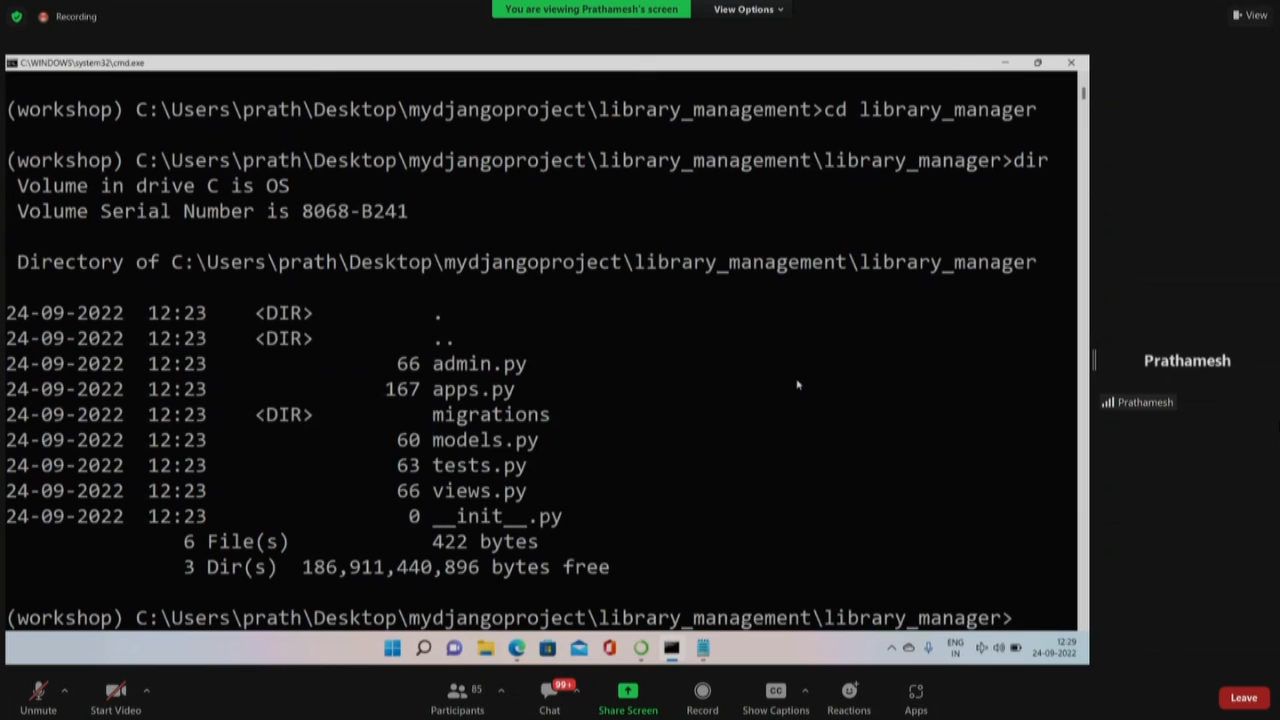 Recording
You are viewing Prathamesh's screen
View Options
View
C:\WINDOWS\system32\cmd.exe
(workshop) C:\Users\prath\Desktop\mydjangoproject\library_management>cd library_manager
(workshop) C:\Users\prath\Desktop\mydjangoproject\library_management\library_manager>dir
Volume in drive C is OS
Volume Serial Number is 8068-B241
Directory of C:\Users\prath\Desktop\mydjangoproject\library_management\library_manager
24-09-2022 12:23 <DIR> .
24-09-2022 12:23 <DIR> ..
24-09-2022 12:23 66 admin.py
24-09-2022 12:23 167 apps.py
24-09-2022 12:23 <DIR> migrations
24-09-2022 12:23 60 models.py
24-09-2022 12:23 63 tests.py
24-09-2022 12:23 66 views.py
24-09-2022 12:23 0 __init__.py
6 File(s) 422 bytes
3 Dir(s) 186,911,440,896 bytes free
(workshop) C:\Users\prath\Desktop\mydjangoproject\library_management\library_manager>
Prathamesh
Prathamesh
ENG
IN
12:29
24-09-2022
Unmute
Start Video
85
Participants
99+
Chat
Share Screen
Record
CC
Show Captions
Reactions
Apps
Leave